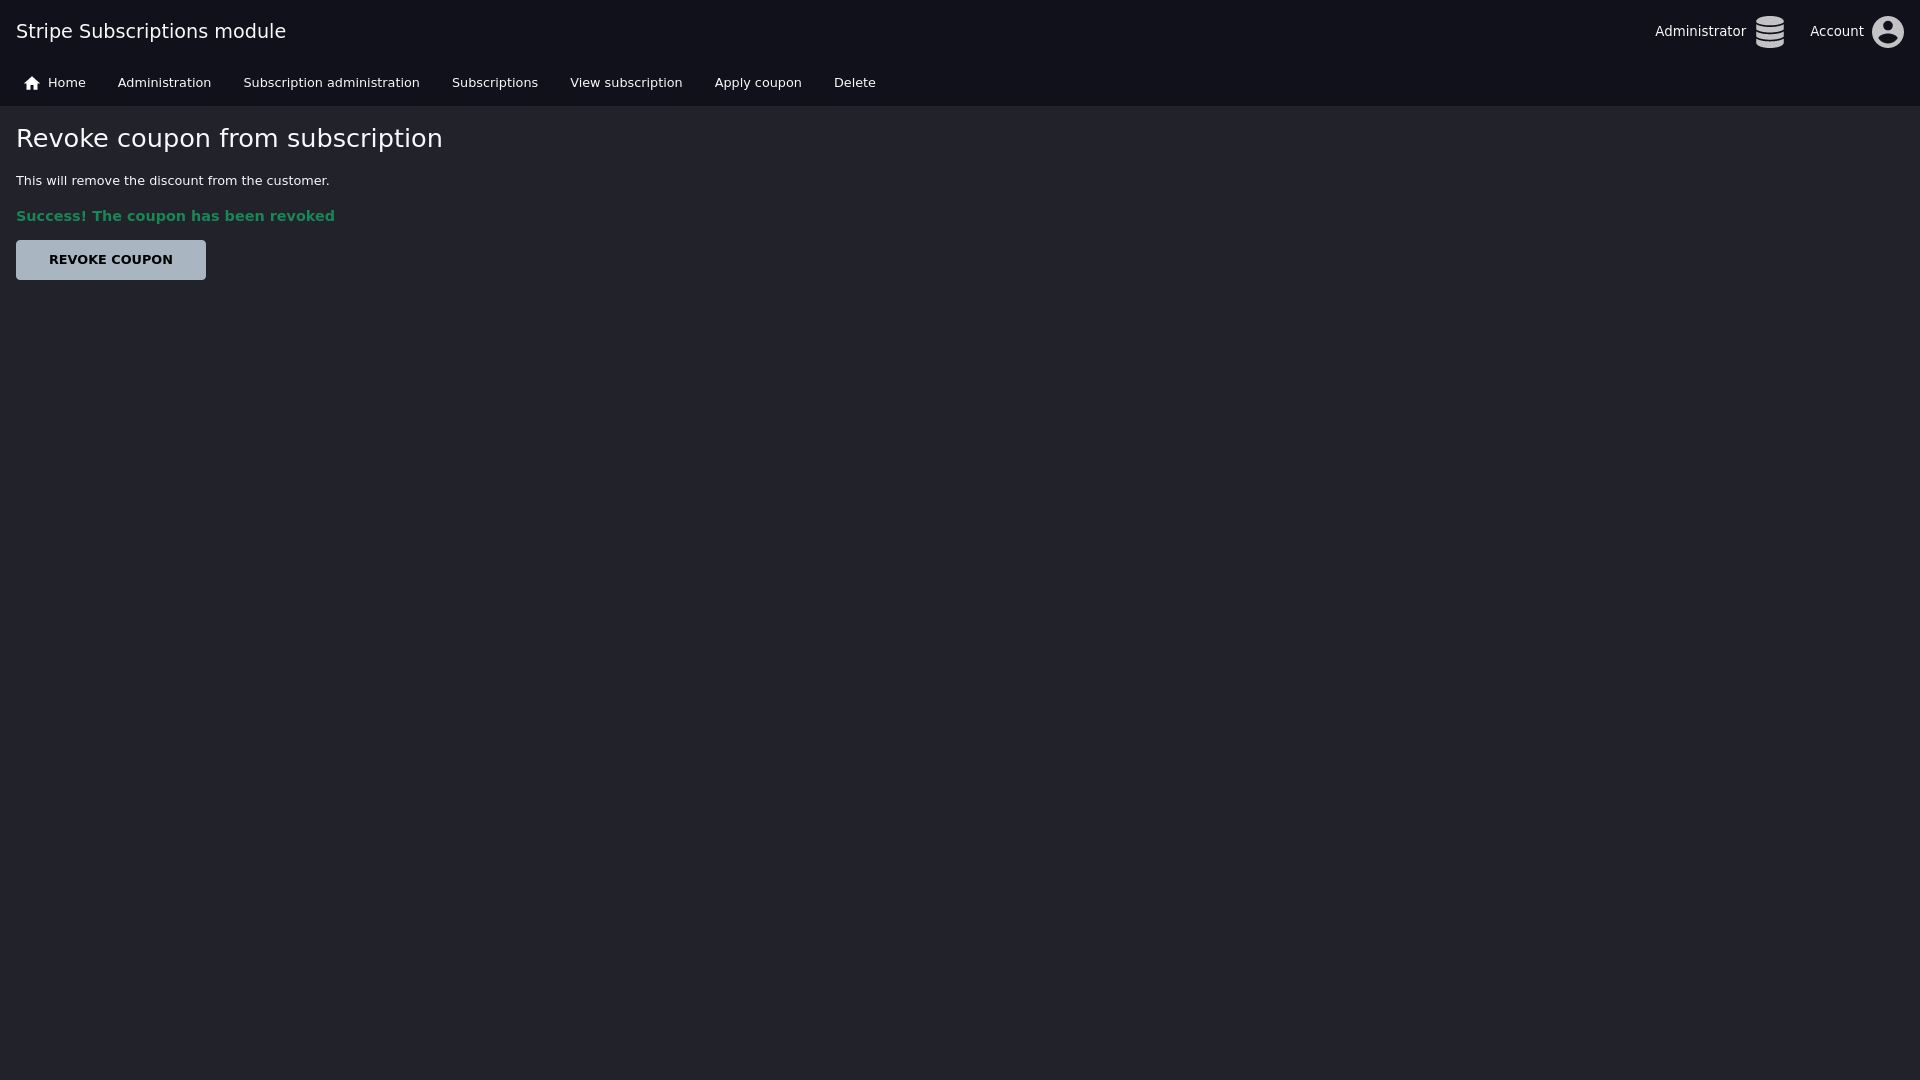 Stripe Subscriptions module
Administrator
Account
Home
Administration
Subscription administration
Subscriptions
View subscription
Apply coupon
Delete
Revoke coupon from subscription
This will remove the discount from the customer.
Success! The coupon has been revoked
REVOKE COUPON